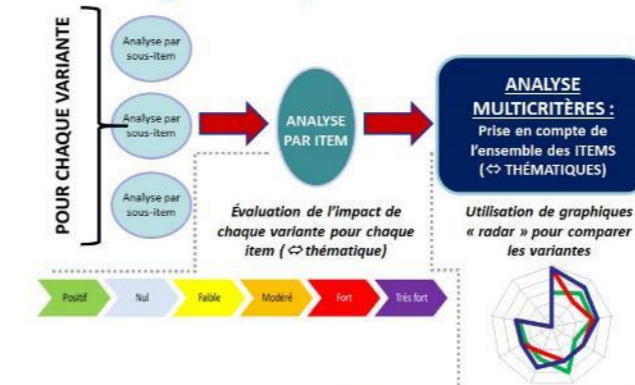 POUR CHAQUE VARIANTE
Analyse par
sous-item
Analyse par
sous-item
Analyse par
sous-item
ANALYSE
PAR ITEM
ANALYSE
MULTICRITÈRES :
Prise en compte de
l'ensemble des ITEMS
(⇔ THÉMATIQUES)
Évaluation de l'impact de
chaque variante pour chaque
item ( ⇔ thématique)
Utilisation de graphiques
« radar » pour comparer
les variantes
Positif
Nul
Faible
Modéré
Fort
Très fort